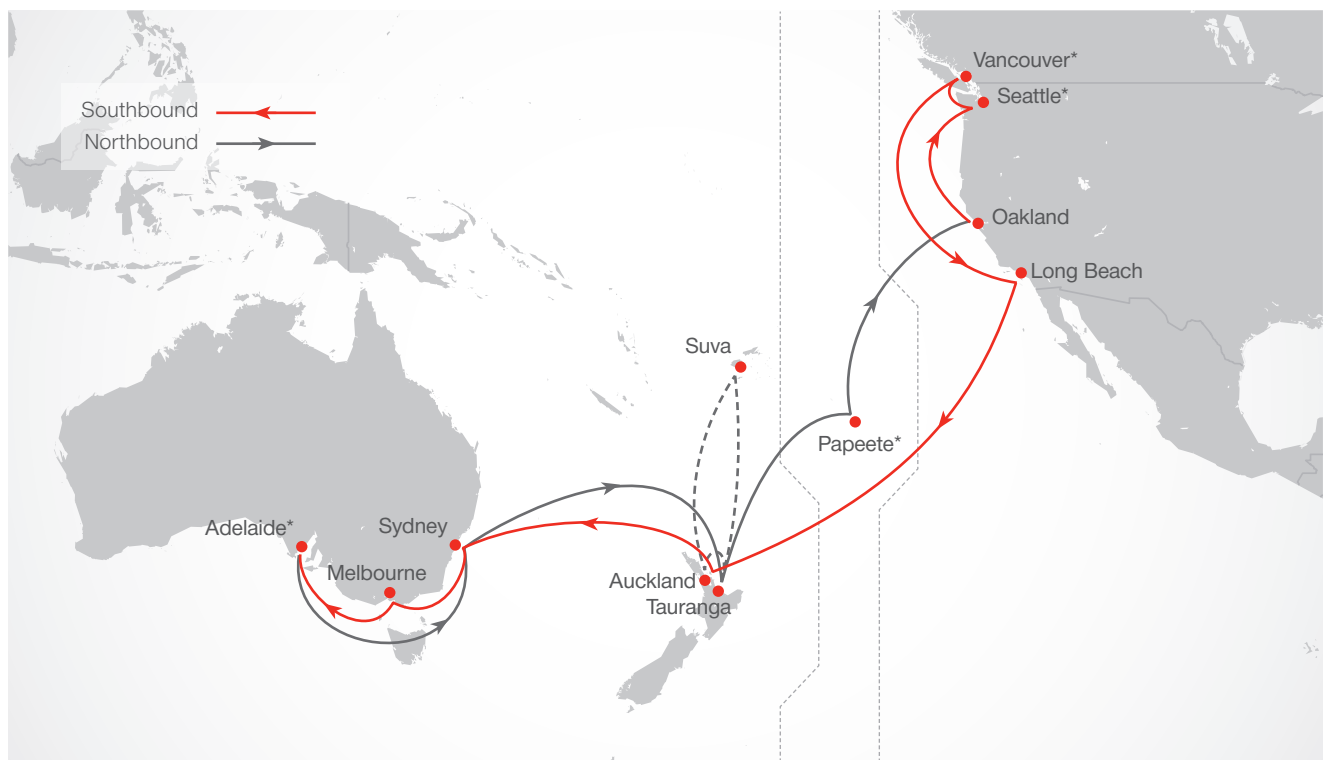 Vancouver*
Southbound
Seattle*
Northbound
Oakland
Long Beach
Suva
Papeete*
Adelaide*
Sydney
Melbourne
Auckland
Tauranga